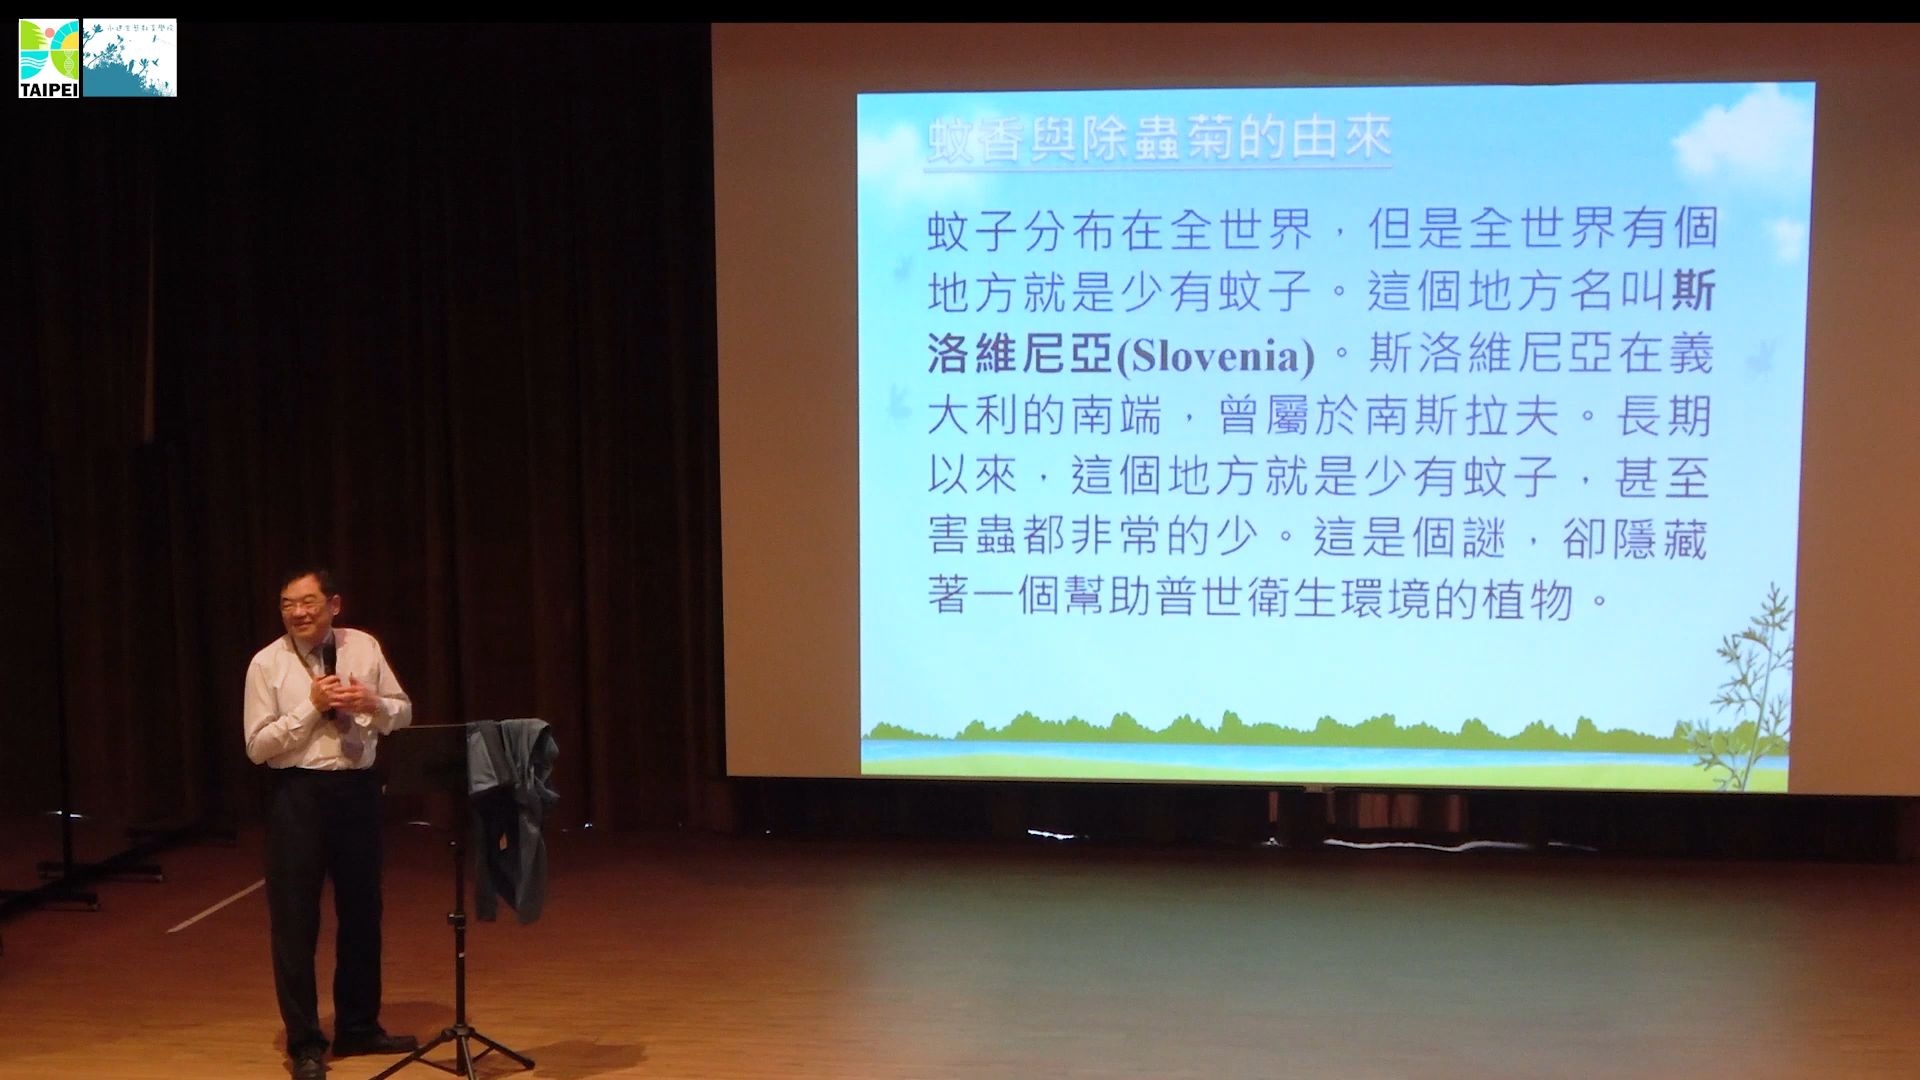 TAIPEI
蚊香與除蟲菊的由來
蚊子分布在全世界，但是全世界有個
地方就是少有蚊子。這個地方名叫斯
洛維尼亞(Slovenia)。斯洛維尼亞在義
大利的南端，曾屬於南斯拉夫。長期
以來，這個地方就是少有蚊子，甚至
害蟲都非常的少。這是個謎，卻隱藏
著一個幫助普世衛生環境的植物。